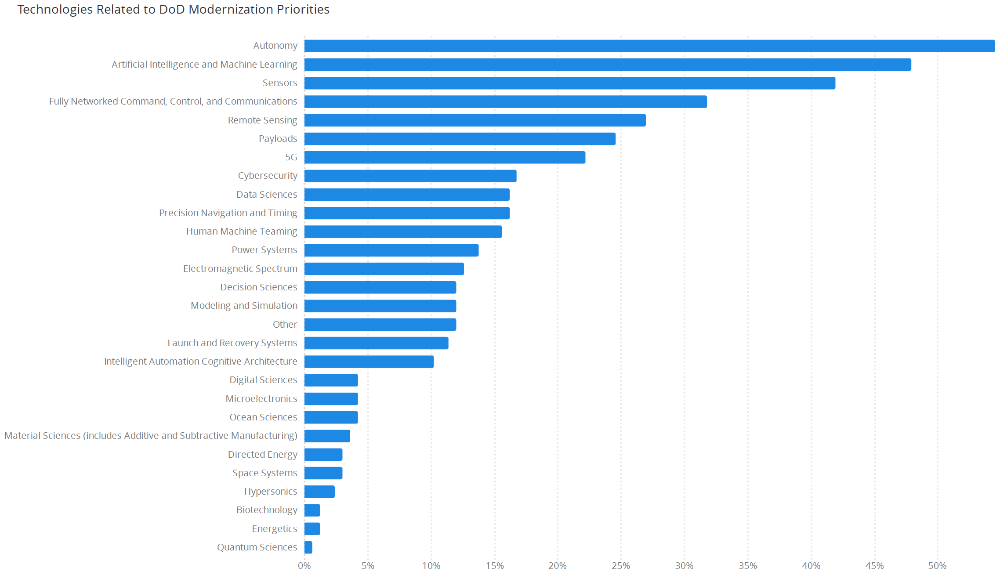 Technologies Related to DoD Modernization Priorities
Autonomy
Artificial Intelligence and Machine Learning
Sensors
Fully Networked Command, Control, and Communications
Remote Sensing
Payloads
5G
Cybersecurity
Data Sciences
Precision Navigation and Timing
Human Machine Teaming
Power Systems
Electromagnetic Spectrum
Decision Sciences
Modeling and Simulation
Other
Launch and Recovery Systems
Intelligent Automation Cognitive Architecture
Digital Sciences
Microelectronics
Ocean Sciences
Material Sciences (includes Additive and Subtractive Manufacturing)
Directed Energy
Space Systems
Hypersonics
Biotechnology
Energetics
Quantum Sciences
0% 5% 10% 15% 20% 25% 30% 35% 40% 45% 50%